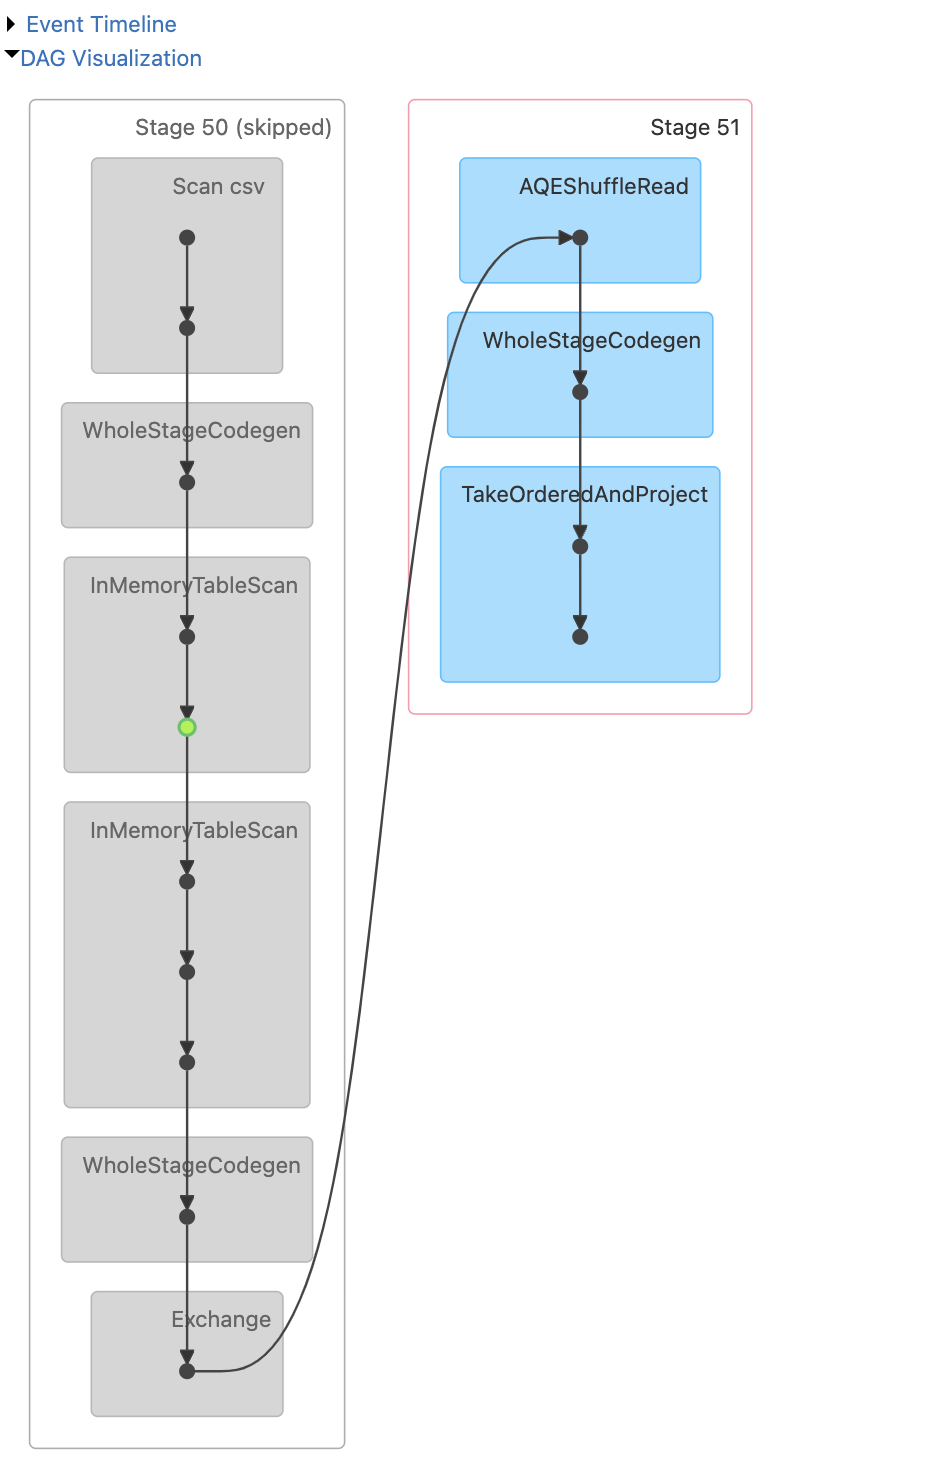 Event Timeline
DAG Visualization
Stage 50 (skipped)
Scan csv
WholeStageCodegen
InMemoryTableScan
InMemoryTableScan
WholeStageCodegen
Exchange
Stage 51
AQEShuffleRead
WholeStageCodegen
TakeOrderedAndProject